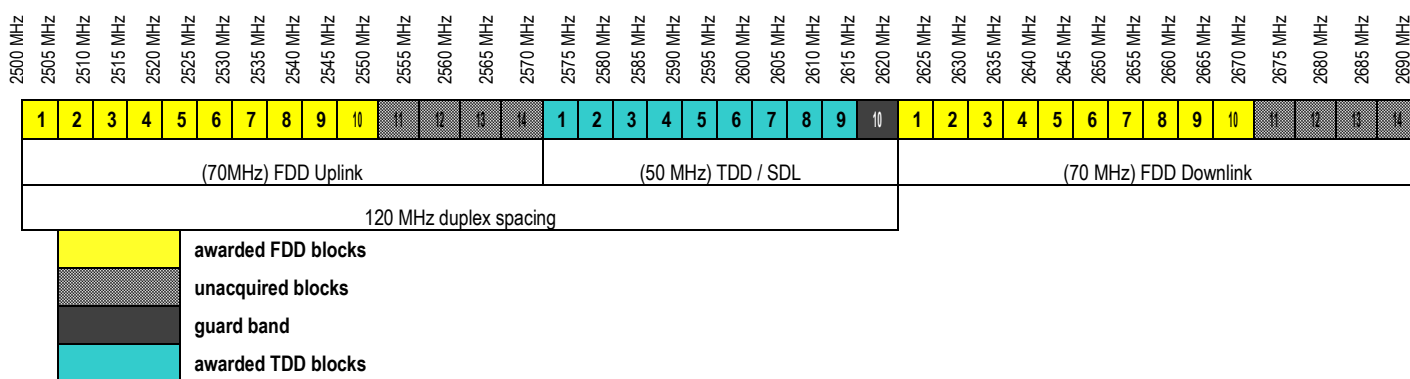 2500 MHz 2505 MHz 2510 MHz 2515 MHz 2520 MHz 2525 MHz 2530 MHz 2535 MHz 2540 MHz 2545 MHz 2550 MHz 2555 MHz 2560 MHz 2565 MHz 2570 MHz 2575 MHz 2580 MHz 2585 MHz 2590 MHz 2595 MHz 2600 MHz 2605 MHz 2610 MHz 2615 MHz 2620 MHz 2625 MHz 2630 MHz 2635 MHz 2640 MHz 2645 MHz 2650 MHz 2655 MHz 2660 MHz 2665 MHz 2670 MHz 2675 MHz 2680 MHz 2685 MHz 2690 MHz
1 2 3 4 5 6 7 8 9 10 11 12 13 14 1 2 3 4 5 6 7 8 9 10 1 2 3 4 5 6 7 8 9 10 11 12 13 14
(70MHz) FDD Uplink (50 MHz) TDD / SDL (70 MHz) FDD Downlink
120 MHz duplex spacing
awarded FDD blocks
unacquired blocks
guard band
awarded TDD blocks